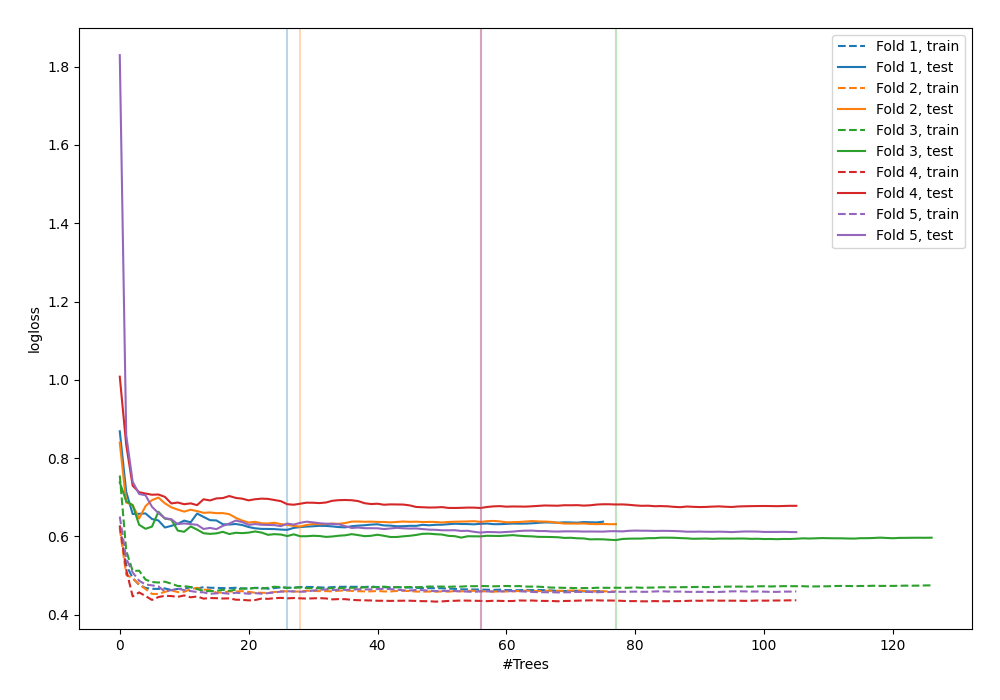 1.8
1.6
1.4
1.2
1.0
0.8
0.6
0.4
logloss
0
20
40
60
80
100
120
#Trees
Fold 1, train
Fold 1, test
Fold 2, train
Fold 2, test
Fold 3, train
Fold 3, test
Fold 4, train
Fold 4, test
Fold 5, train
Fold 5, test